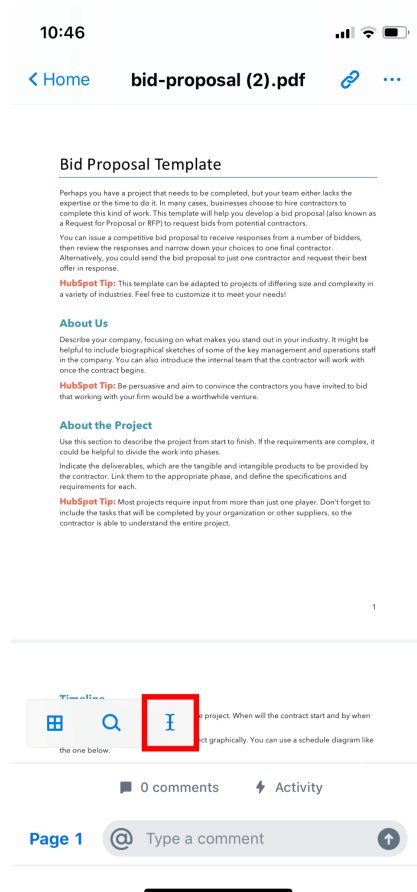 10:46
Home
bid-proposal (2).pdf
Bid Proposal Template
Perhaps you have a project that needs to be completed, but your team either lacks the
expertise or the time to do it. In many cases, businesses choose to hire contractors to
complete this kind of work. This template will help you develop a bid proposal (also known as
a Request for Proposal or RFP) to request bids from potential contractors.
You can issue a competitive bid proposal to receive responses from a number of bidders,
then review the responses and narrow down your choices to one final contractor.
Alternatively, you could send the bid proposal to just one contractor and request their best
offer in response.
HubSpot Tip: This template can be adapted to projects of differing size and complexity in
a variety of industries. Feel free to customize it to meet your needs!
About Us
Describe your company, focusing on what makes you stand out in your industry. It might be
helpful to include biographical sketches of some of the key management and operations staff
in the company. You can also introduce the internal team that the contractor will work with
once the contract begins.
HubSpot Tip: Be persuasive and aim to convince the contractors you have invited to bid
that working with your firm would be a worthwhile venture.
About the Project
Use this section to describe the project from start to finish. If the requirements are complex, it
could be helpful to divide the work into phases.
Indicate the deliverables, which are the tangible and intangible products to be provided by
the contractor. Link them to the appropriate phase, and define the specifications and
requirements for each.
HubSpot Tip: Most projects require input from more than just one player. Don't forget to
include the tasks that will be completed by your organization or other suppliers, so the
contractor is able to understand the entire project.
1
Timeline
project. When will the contract start and by when
graphically. You can use a schedule diagram like
the one below.
0 comments
Activity
Page 1
@ Type a comment